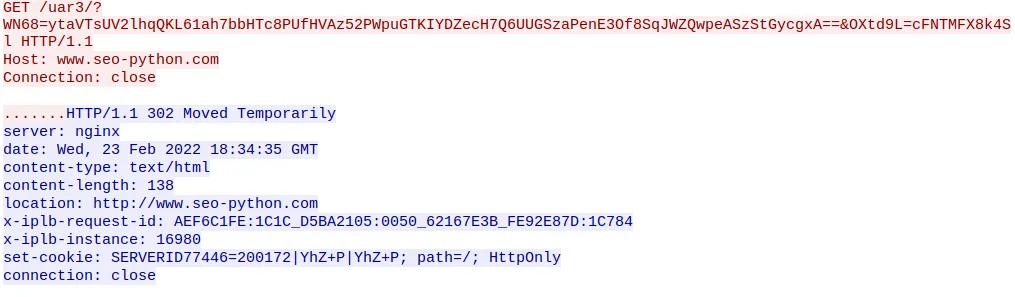 GET /uar3/?
WN68=ytaVTsUV2lhqQKL61ah7bbHTc8PUfHVAz52PWpuGTKIYDZecH7Q6UUGSzaPenE3Of8SqJWZQwpeASzStGycgxA==&OXtd9L=cFNTMFX8k4S
l HTTP/1.1
Host: www.seo-python.com
Connection: close
.......HTTP/1.1 302 Moved Temporarily
server: nginx
date: Wed, 23 Feb 2022 18:34:35 GMT
content-type: text/html
content-length: 138
location: http://www.seo-python.com
x-iplb-request-id: AEF6C1FE:1C1C_D5BA2105:0050_62167E3B_FE92E87D:1C784
x-iplb-instance: 16980
set-cookie: SERVERID77446=200172|YhZ+P|YhZ+P; path=/; HttpOnly
connection: close